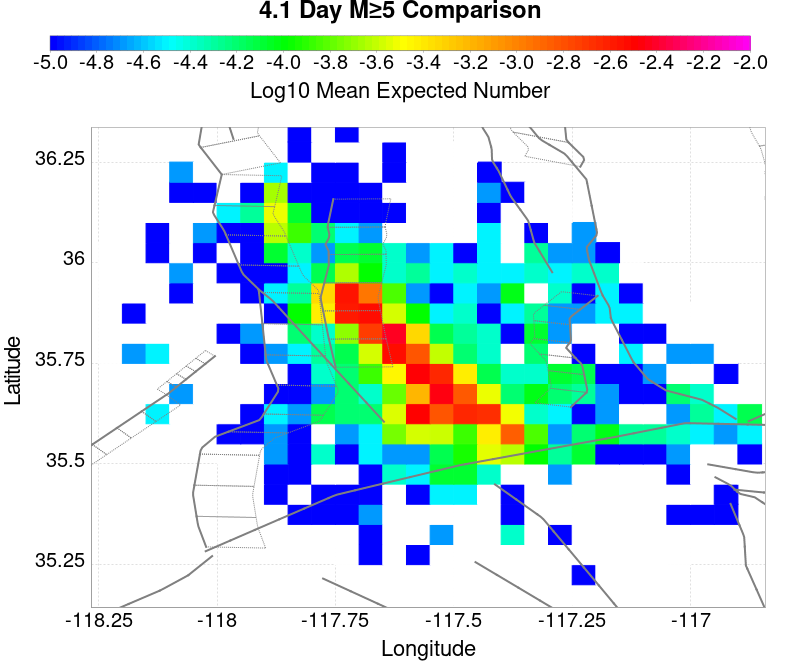 4.1 Day M≥5 Comparison
-5.0 -4.8 -4.6 -4.4 -4.2 -4.0 -3.8 -3.6 -3.4 -3.2 -3.0 -2.8 -2.6 -2.4 -2.2 -2.0
Log10 Mean Expected Number
36.25
36
35.75
35.5
35.25
Latitude
-118.25 -118 -117.75 -117.5 -117.25 -117
Longitude